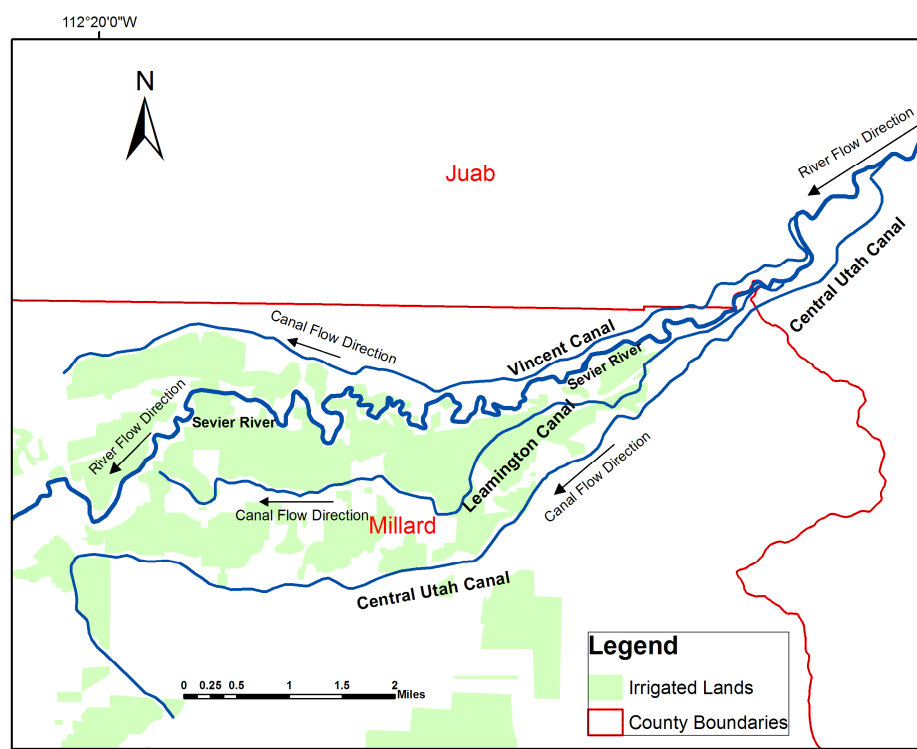 112°20'0"W
N
River Flow Direction
Juab
Central Utah Canal
Canal Flow Direction
Vincent Canal
Sevier River
River Flow Direction
Sevier River
Leamington Canal
Canal Flow Direction
Canal Flow Direction
Millard
Central Utah Canal
Legend
Irrigated Lands
County Boundaries
0 0.25 0.5 1 1.5 2
Miles